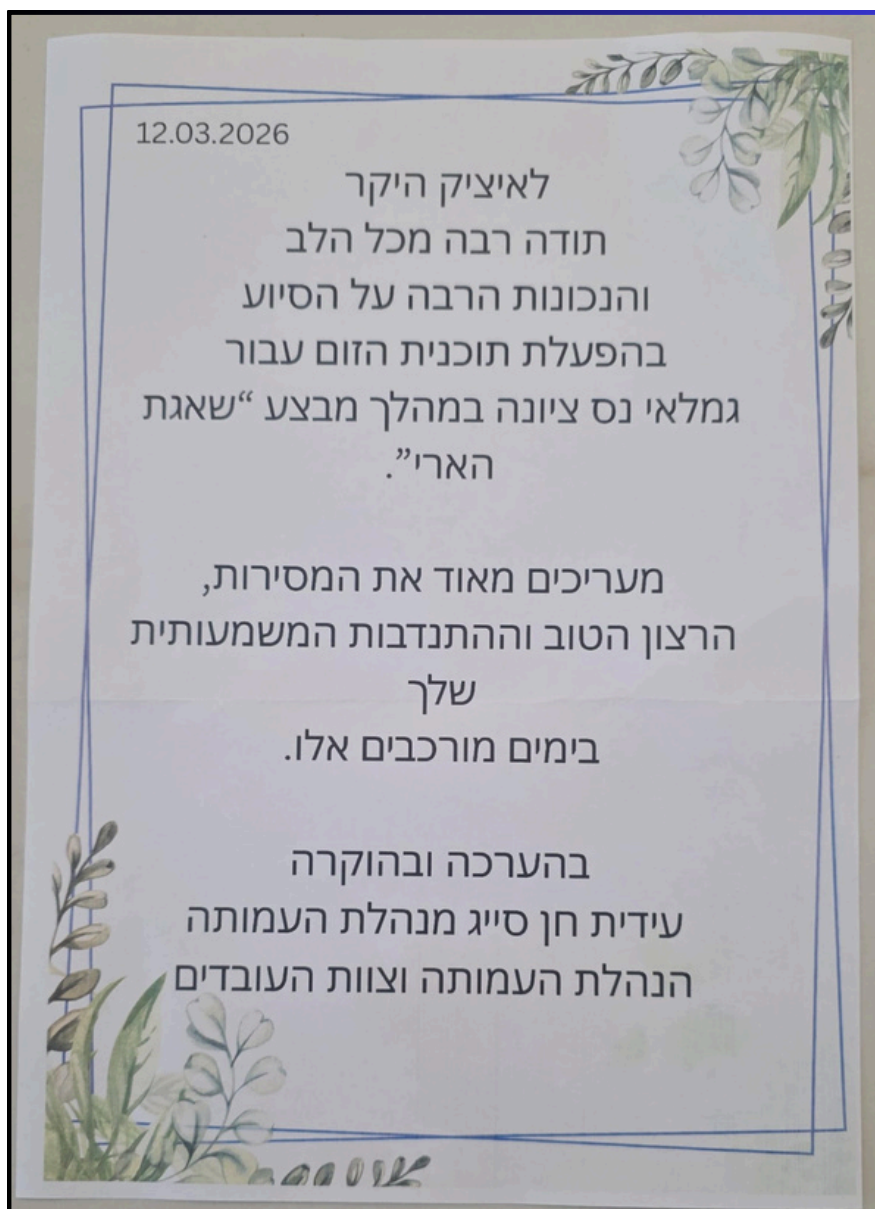 12.03.2026
לאיציק היקר
תודה רבה מכל הלב
והנכונות הרבה על הסיוע
בהפעלת תוכנית הזום עבור
גמלאי נס ציונה במהלך מבצע “שאגת
הארי”.
מעריכים מאוד את המסירות,
הרצון הטוב וההתנדבות המשמעותית
שלך
בימים מורכבים אלו.
בהערכה ובהוקרה
עידית חן סייג מנהלת העמותה
הנהלת העמותה וצוות העובדים